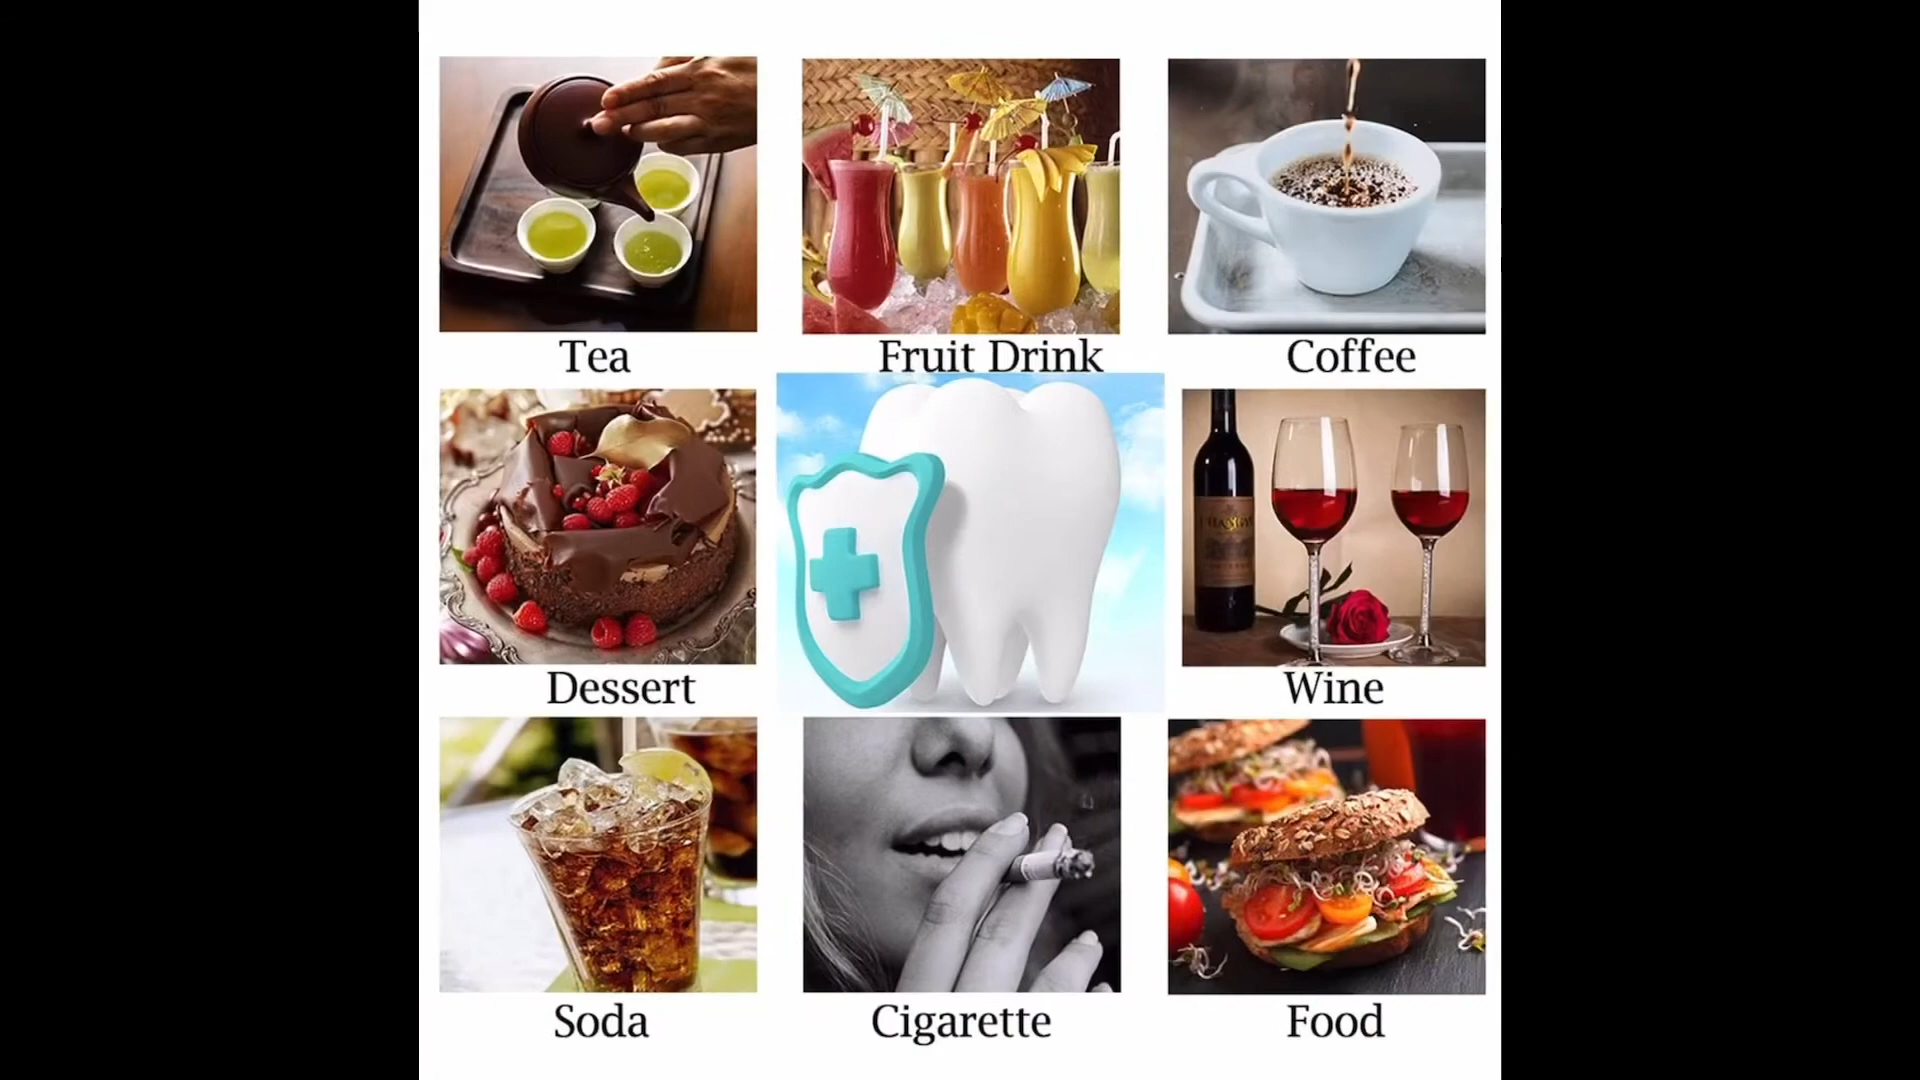 Tea
Fruit Drink
Coffee
Dessert
Wine
Soda
Cigarette
Food